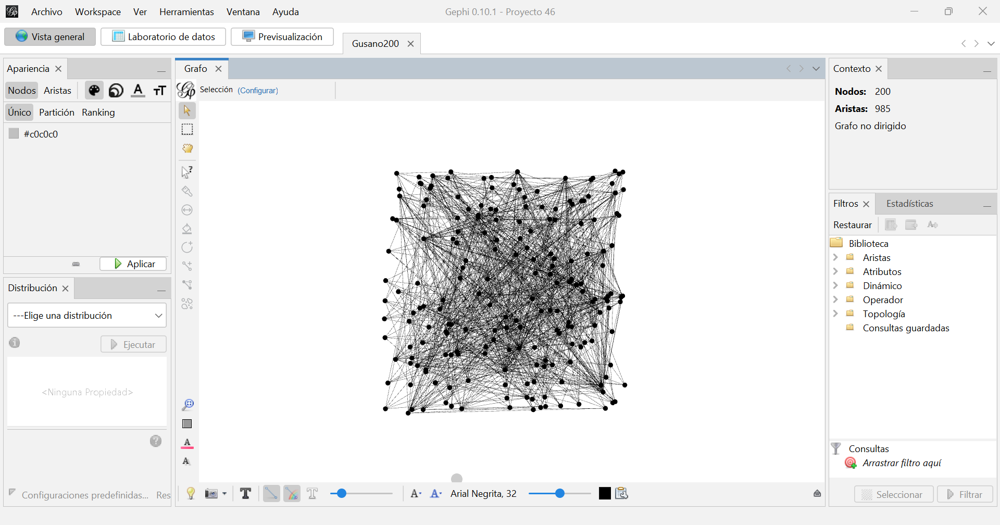 Archivo Workspace Ver Herramientas Ventana Ayuda
Gephi 0.10.1 - Proyecto 46
Vista general
Laboratorio de datos
Previsualización
Gusano200
Apariencia
Nodos Aristas
A
TT
Único Partición Ranking
#c0c0c0
Aplicar
Distribución
---Elige una distribución
Ejecutar
<Ninguna Propiedad>
Configuraciones predefinidas... Res
Grafo
Selección (Configurar)
A
A
T
T
A
A
Arial Negrita, 32
Contexto
Nodos: 200
Aristas: 985
Grafo no dirigido
Filtros
Estadísticas
Restaurar
Biblioteca
Aristas
Atributos
Dinámico
Operador
Topología
Consultas guardadas
Consultas
Arrastrar filtro aquí
Seleccionar
Filtrar